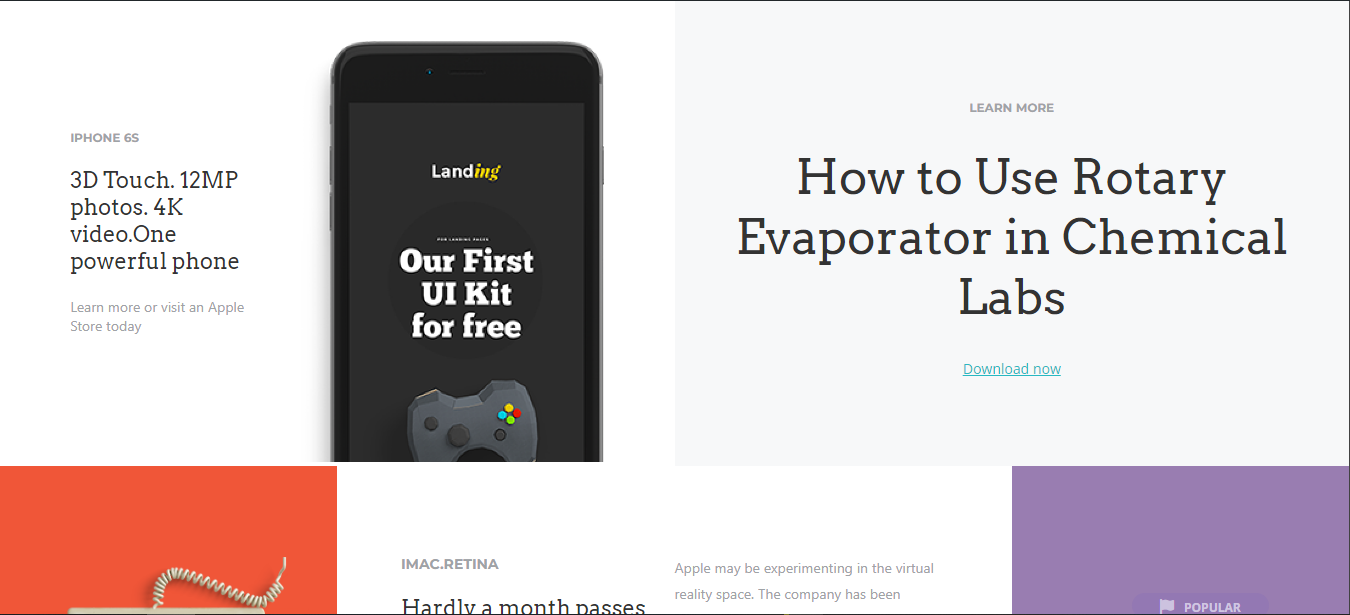 IPHONE 6S
3D Touch. 12MP
photos. 4K
video.One
powerful phone
Learn more or visit an Apple
Store today
Landing
FOR LANDING PAGES
Our First
UI Kit
for free
LEARN MORE
How to Use Rotary
Evaporator in Chemical
Labs
Download now
IMAC.RETINA
Hardly a month passes
Apple may be experimenting in the virtual
reality space. The company has been
POPULAR